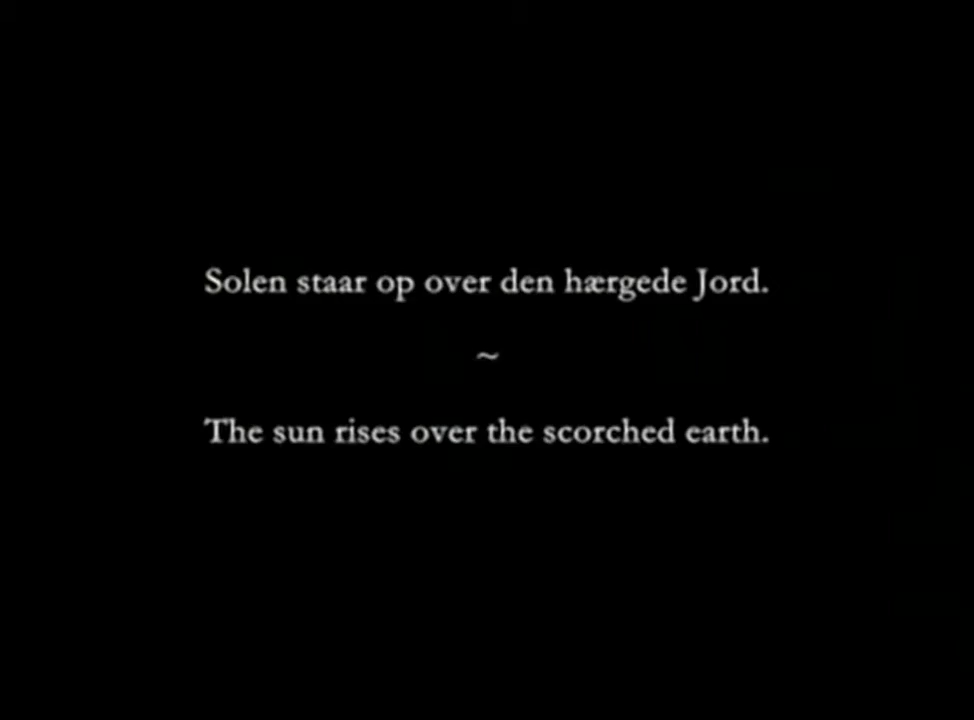 Solen staar op over den hærgede Jord.
~
The sun rises over the scorched earth.